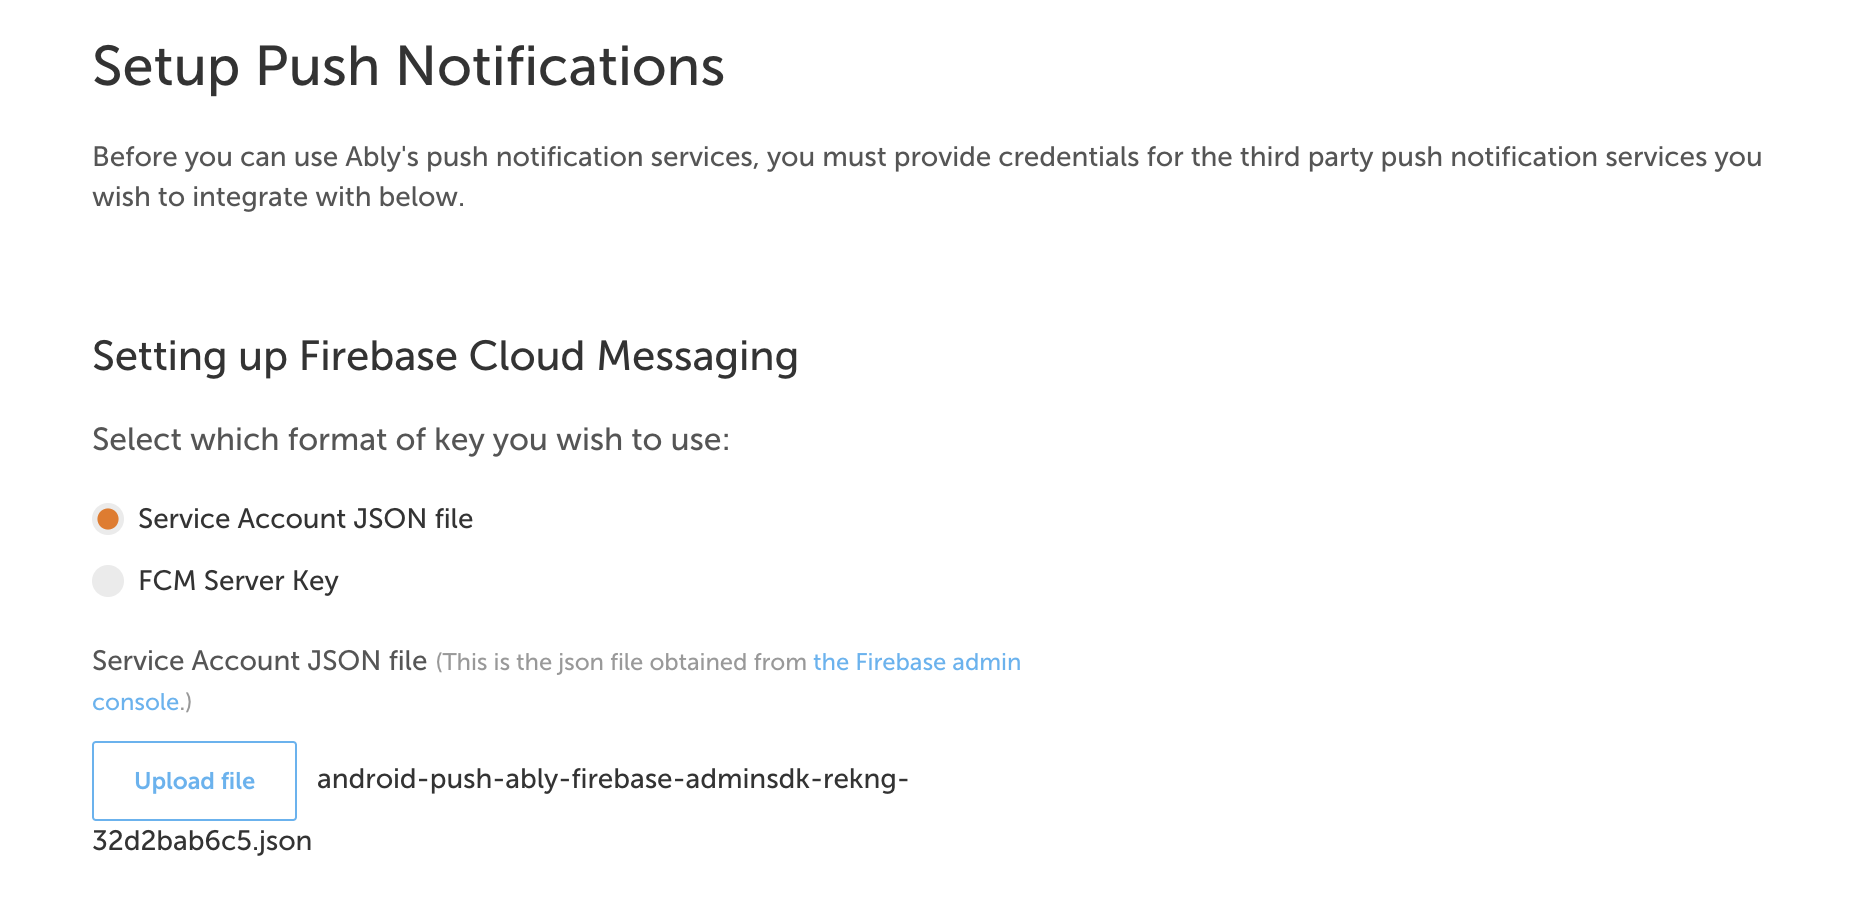 Setup Push Notifications
Before you can use Ably's push notification services, you must provide credentials for the third party push notification services you
wish to integrate with below.
Setting up Firebase Cloud Messaging
Select which format of key you wish to use:
Service Account JSON file
FCM Server Key
Service Account JSON file (This is the json file obtained from the Firebase admin
console.)
Upload file android-push-ably-firebase-adminsdk-rekng-
32d2bab6c5.json